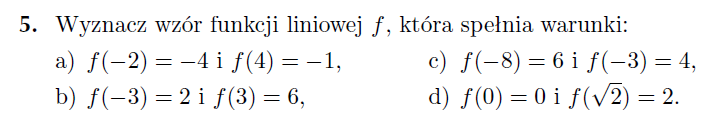 5. Wyznacz wzór funkcji liniowej f, która spełnia warunki:
a) f(−2) = −4 i f(4) = −1, c) f(−8) = 6 i f(−3) = 4,
b) f(−3) = 2 i f(3) = 6, d) f(0) = 0 i f(√2) = 2.